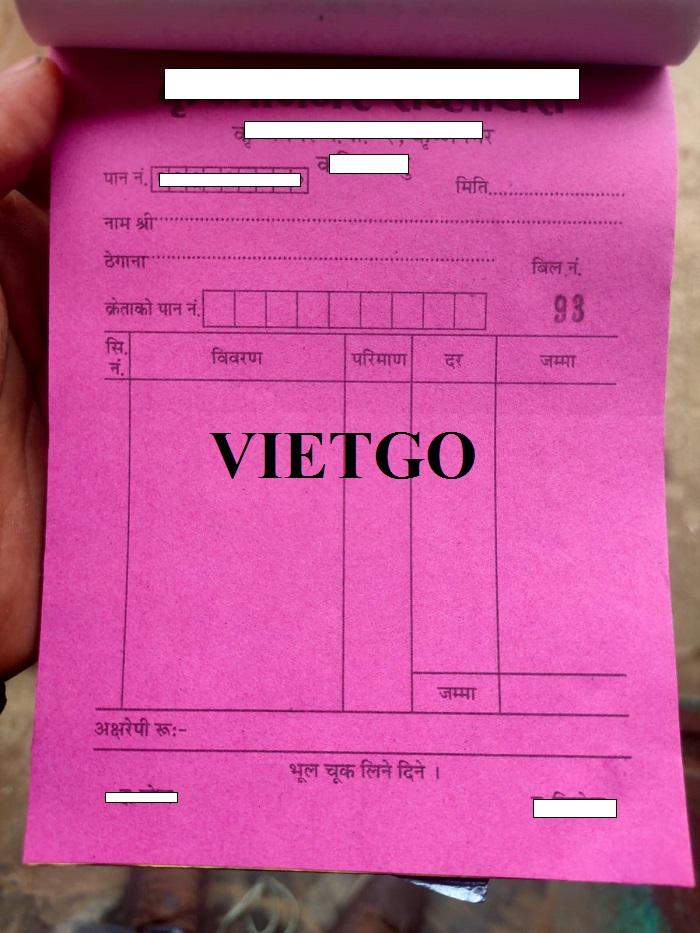 पान नं.
मिति
नाम श्री
ठेगाना
बिल नं.
क्रेताको पान नं.
93
सि. नं. विवरण परिमाण दर जम्मा
VIETGO
जम्मा
अक्षरेपी रू:-
भूल चूक लिने दिने ।